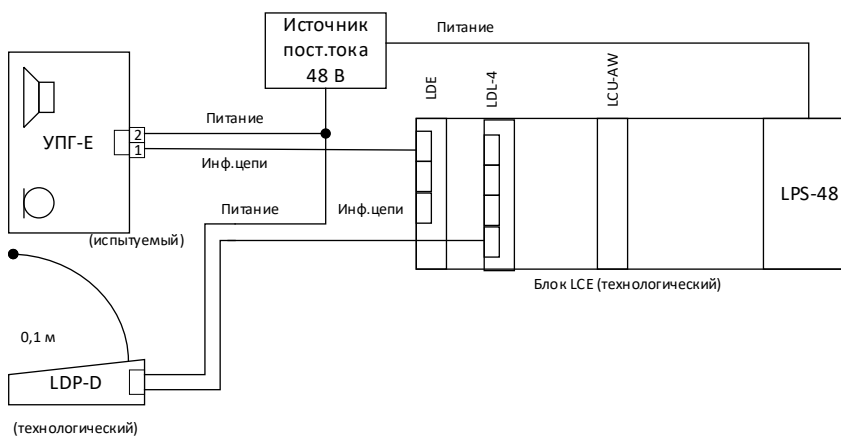 Источник
пост.тока
48 В
Питание
LDE
LDL-4
LCU-AW
УПГ-Е
2
1
Питание
Инф.цепи
Питание
Инф.цепи
LPS-48
(испытуемый)
Блок LCE (технологический)
0,1 м
LDP-D
(технологический)